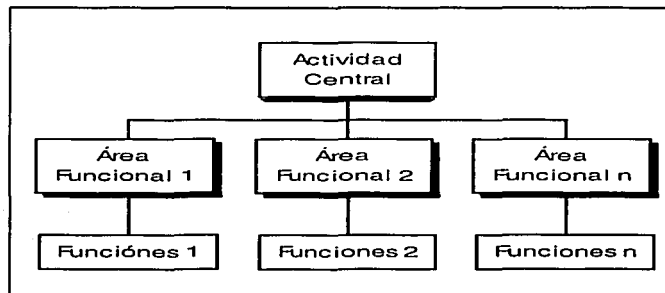 Actividad
Central
Área
Funcional 1
Área
Funcional 2
Área
Funcional n
Funciónes 1
Funciones 2
Funciones n